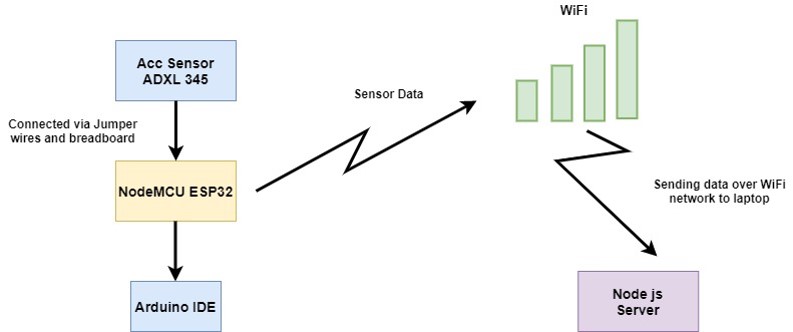 WiFi
Acc Sensor
ADXL 345
Sensor Data
Connected via Jumper
wires and breadboard
NodeMCU ESP32
Sending data over WiFi
network to laptop
Arduino IDE
Node js
Server